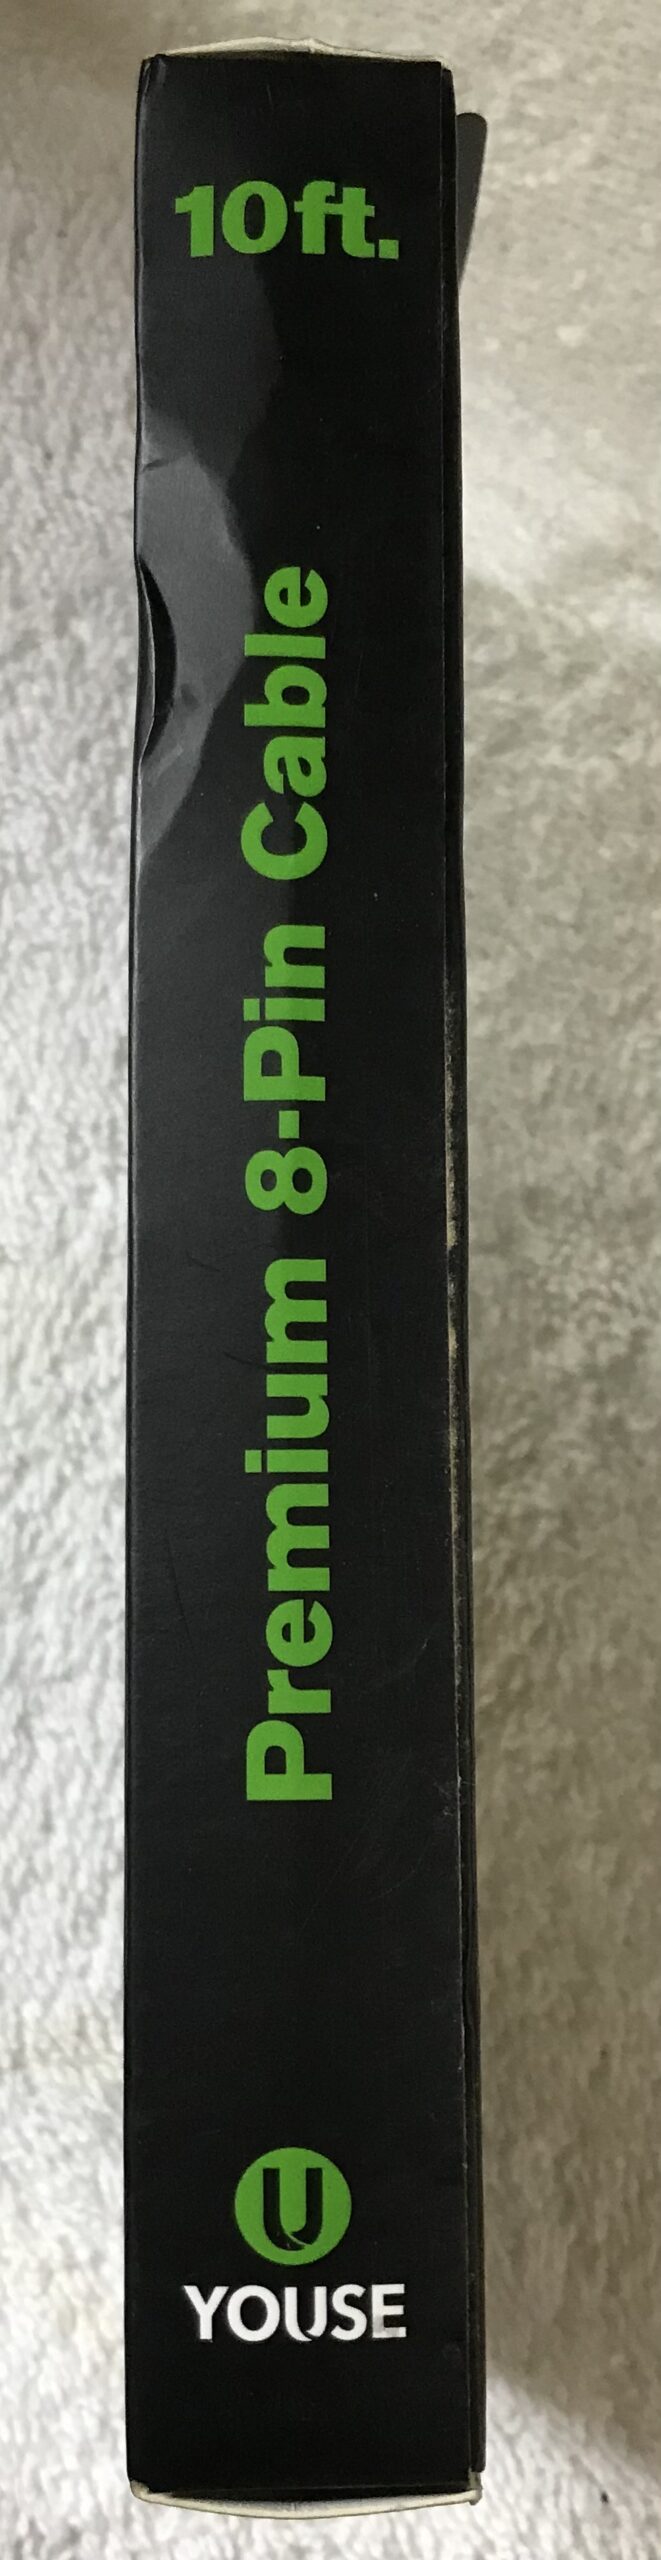 10ft.
Premium 8-Pin Cable
U
YOUSE